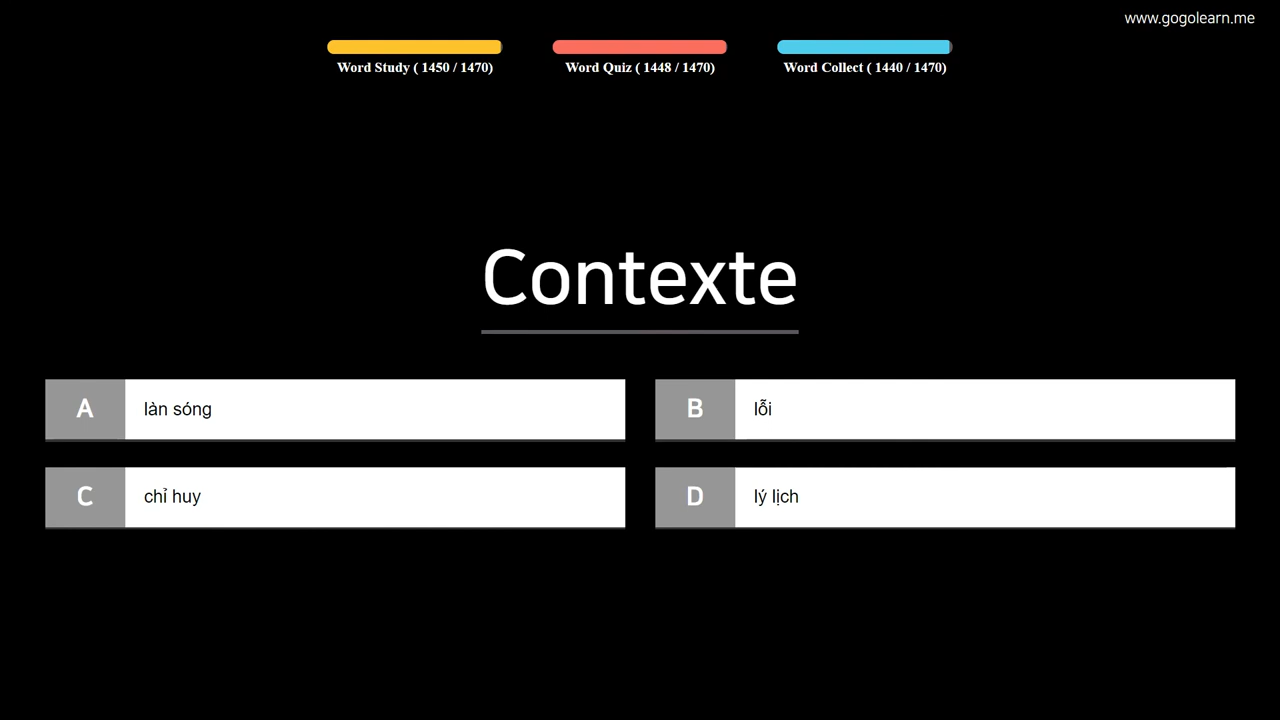 www.gogolearn.me
Word Study ( 1450 / 1470)
Word Quiz ( 1448 / 1470)
Word Collect ( 1440 / 1470)
Contexte
A làn sóng
B lỗi
C chỉ huy
D lý lịch